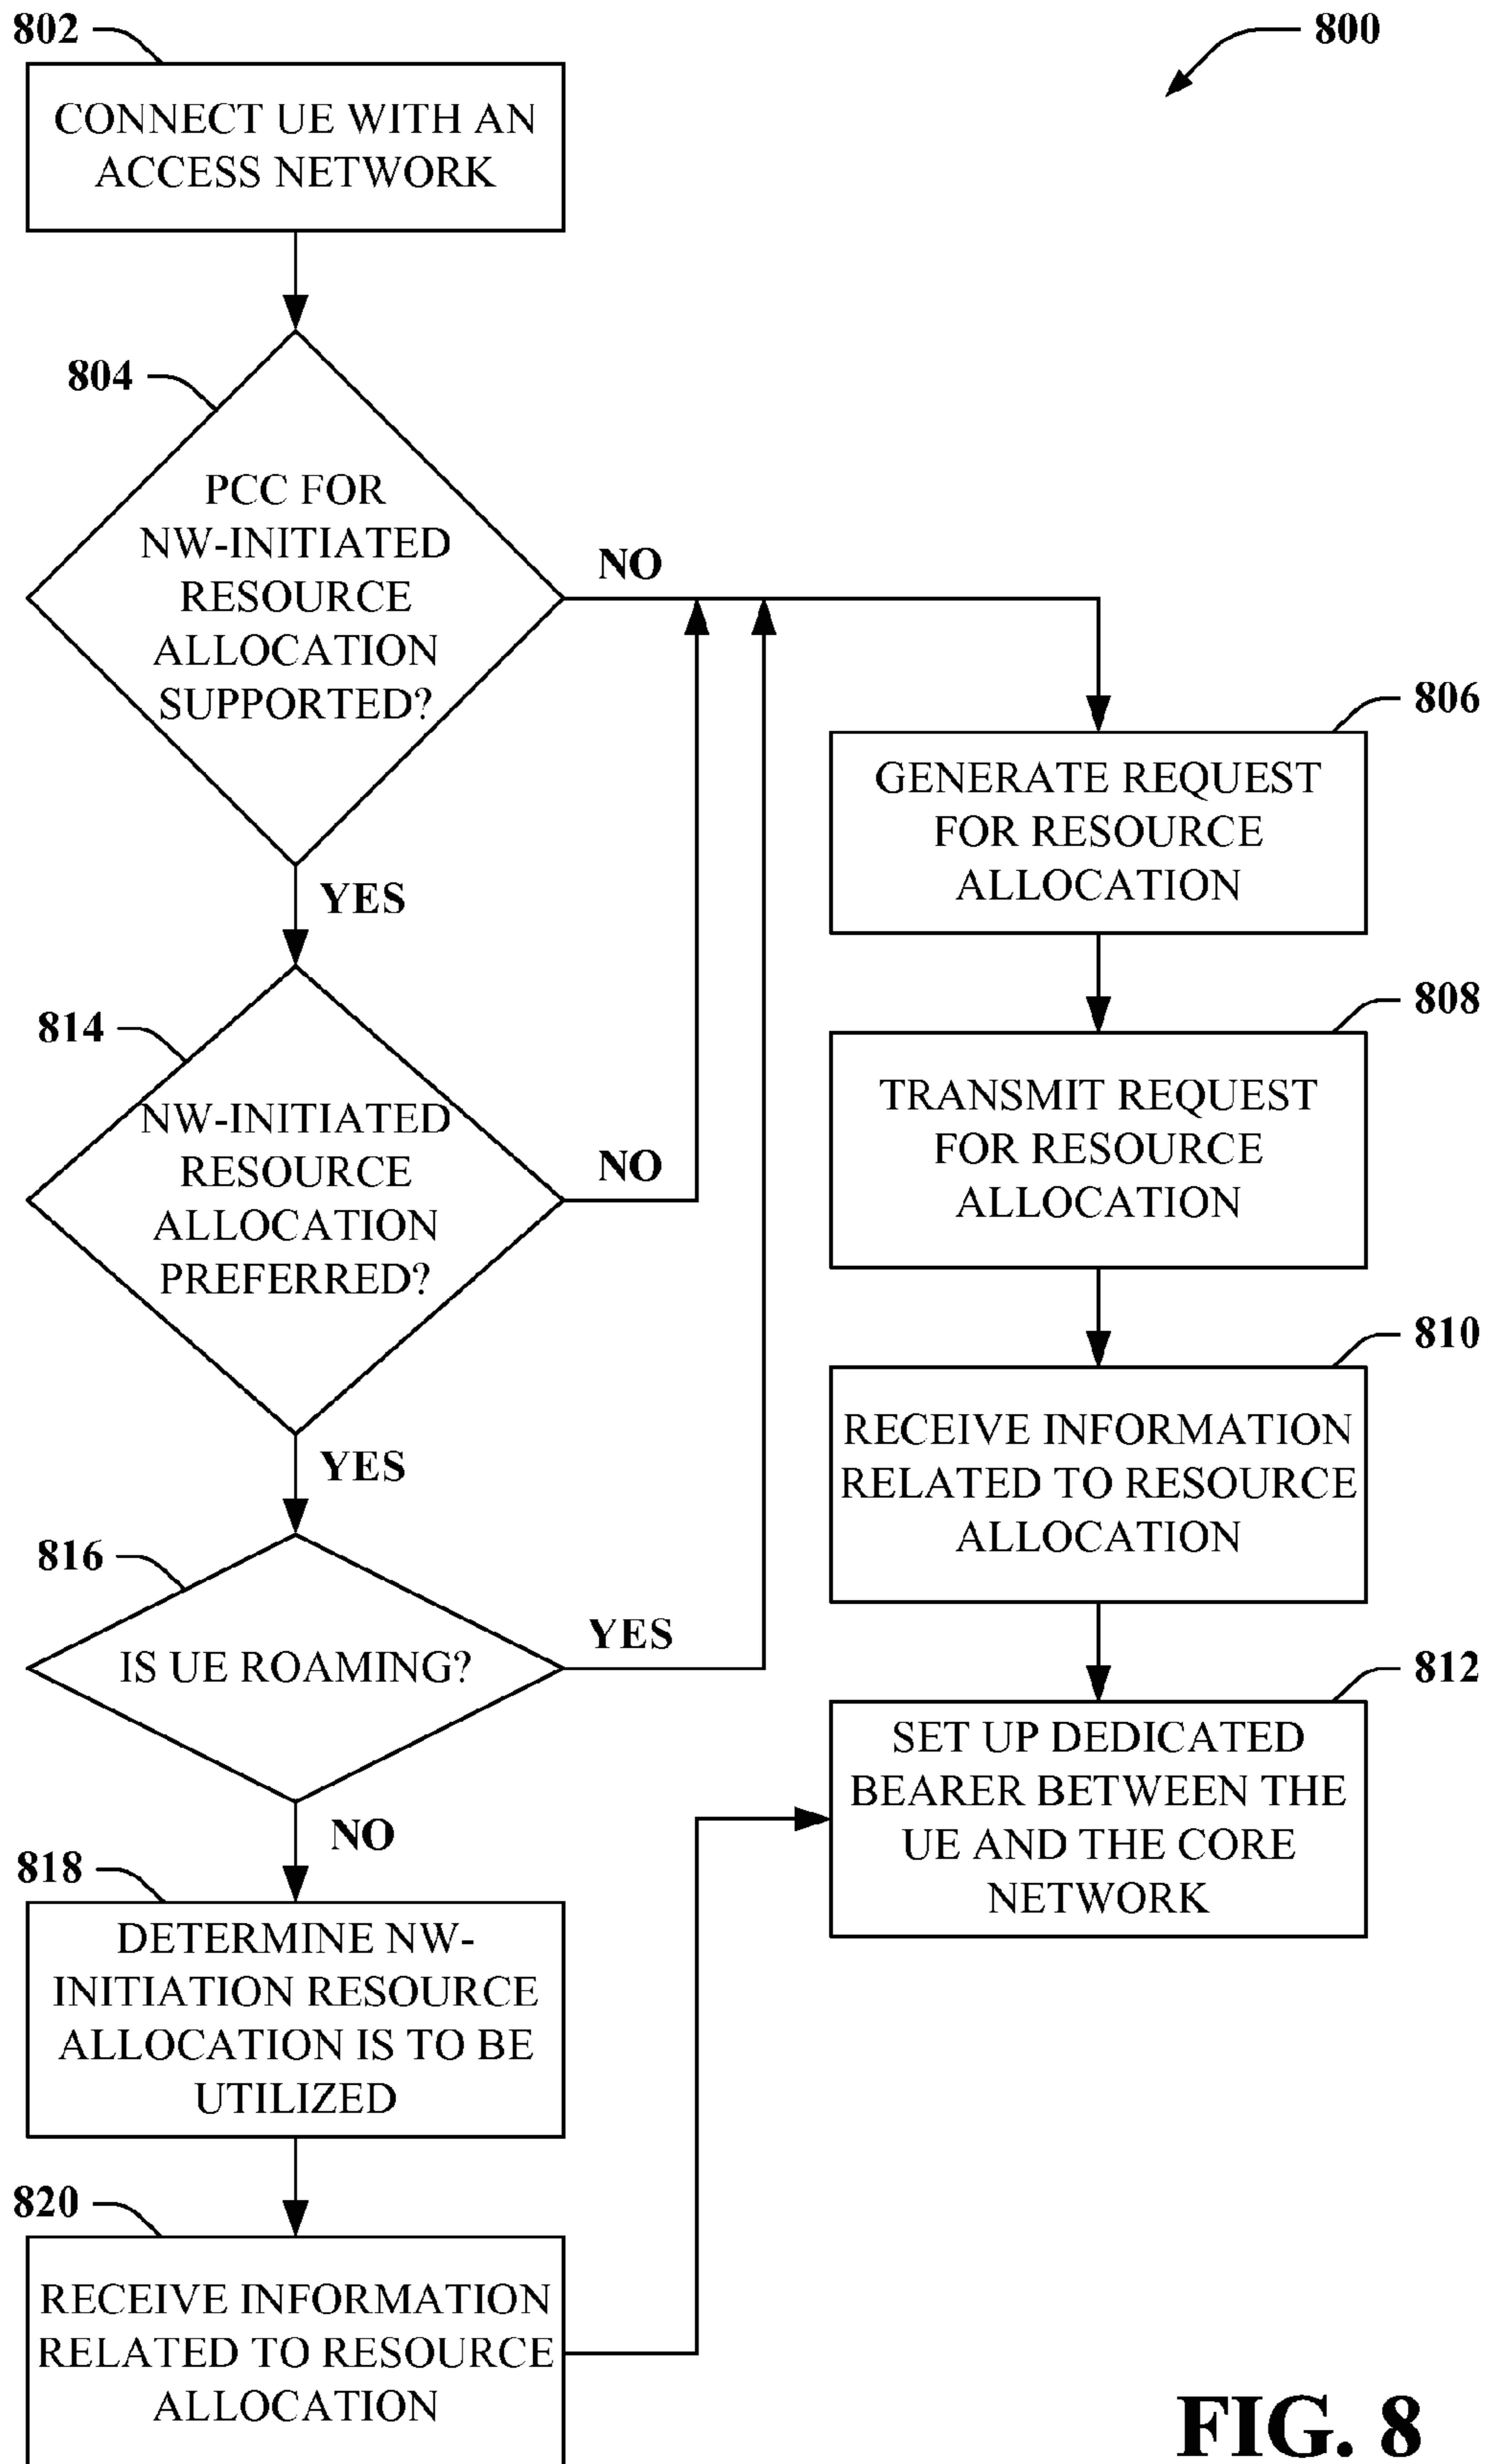 802
800
CONNECT UE WITH AN
ACCESS NETWORK
804
PCC FOR
NW-INITIATED
RESOURCE
ALLOCATION
SUPPORTED?
NO
YES
806
GENERATE REQUEST
FOR RESOURCE
ALLOCATION
808
TRANSMIT REQUEST
FOR RESOURCE
ALLOCATION
814
NW-INITIATED
RESOURCE
ALLOCATION
PREFERRED?
NO
YES
810
RECEIVE INFORMATION
RELATED TO RESOURCE
ALLOCATION
816
IS UE ROAMING?
YES
NO
812
SET UP DEDICATED
BEARER BETWEEN THE
UE AND THE CORE
NETWORK
818
DETERMINE NW-
INITIATION RESOURCE
ALLOCATION IS TO BE
UTILIZED
820
RECEIVE INFORMATION
RELATED TO RESOURCE
ALLOCATION
FIG. 8